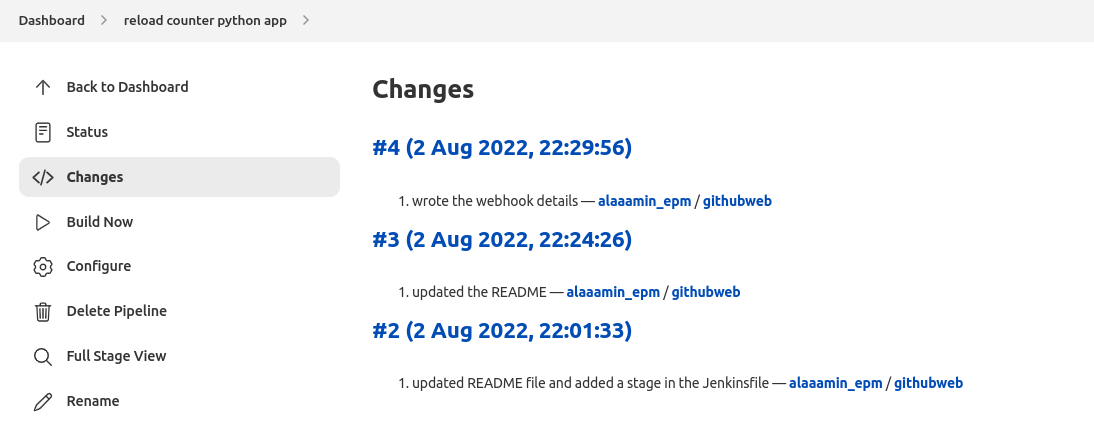 Dashboard > reload counter python app >
Back to Dashboard
Status
Changes
Build Now
Configure
Delete Pipeline
Full Stage View
Rename
Changes
#4 (2 Aug 2022, 22:29:56)
1. wrote the webhook details — alaaamin_epm / githubweb
#3 (2 Aug 2022, 22:24:26)
1. updated the README — alaaamin_epm / githubweb
#2 (2 Aug 2022, 22:01:33)
1. updated README file and added a stage in the Jenkinsfile — alaaamin_epm / githubweb